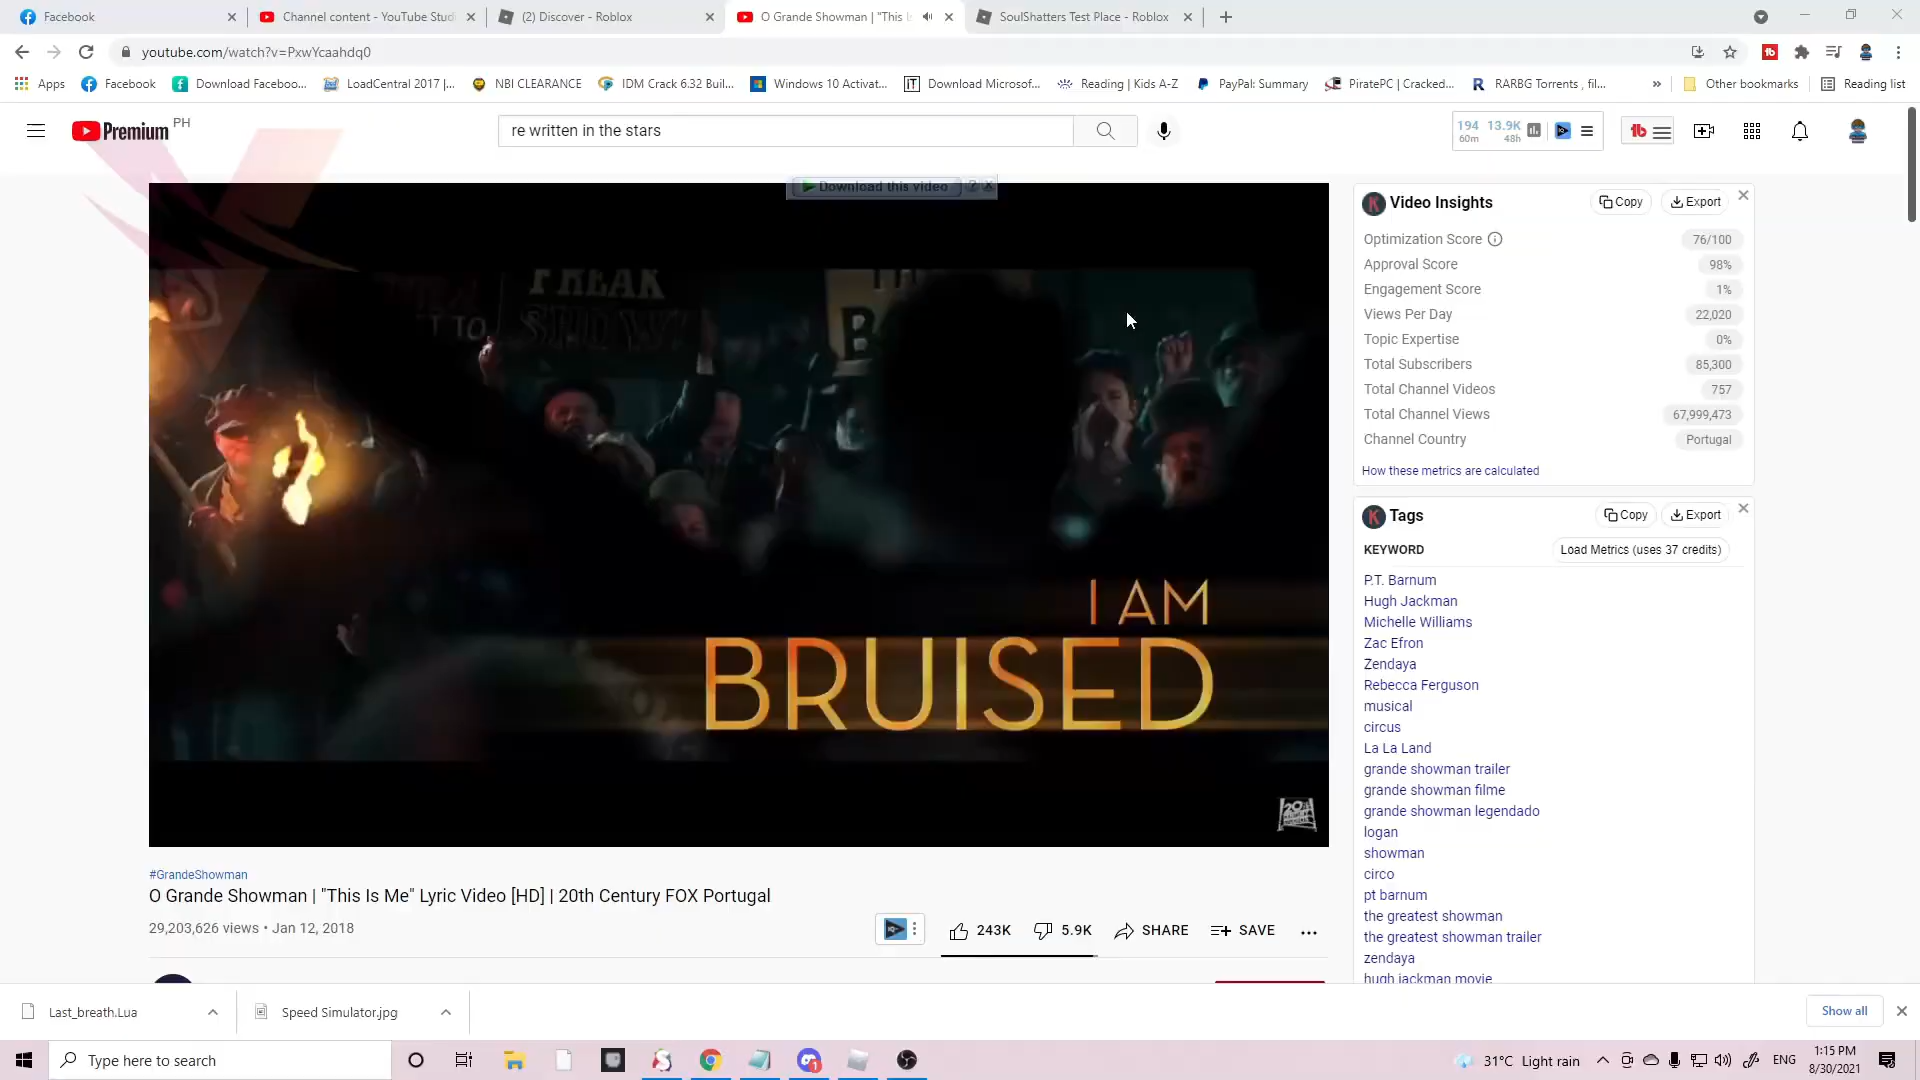 Facebook
Channel content - YouTube Stud
(2) Discover - Roblox
O Grande Showman | "This Is
SoulShatters Test Place - Roblox
youtube.com/watch?v=PxwYcaahdq0
Apps
Facebook
Download Faceboo...
LoadCentral 2017 |...
NBI CLEARANCE
IDM Crack 6.32 Buil...
Windows 10 Activat...
Download Microsof...
Reading | Kids A-Z
PayPal: Summary
PiratePC | Cracked...
RARBG Torrents , fil...
»
Other bookmarks
Reading list
Premium PH
re written in the stars
194 13.9K
60m 48h
Download this video
FREAK
SHOW!
I AM
BRUISED
#GrandeShowman
O Grande Showman | "This Is Me" Lyric Video [HD] | 20th Century FOX Portugal
29,203,626 views • Jan 12, 2018
243K
5.9K
SHARE
SAVE
Video Insights
Copy
Export
Optimization Score 76/100
Approval Score 98%
Engagement Score 1%
Views Per Day 22,020
Topic Expertise 0%
Total Subscribers 85,300
Total Channel Videos 757
Total Channel Views 67,999,473
Channel Country Portugal
How these metrics are calculated
Tags
Copy
Export
KEYWORD
Load Metrics (uses 37 credits)
P.T. Barnum
Hugh Jackman
Michelle Williams
Zac Efron
Zendaya
Rebecca Ferguson
musical
circus
La La Land
grande showman trailer
grande showman filme
grande showman legendado
logan
showman
circo
pt barnum
the greatest showman
the greatest showman trailer
zendaya
hugh jackman movie
Last_breath.Lua
Speed Simulator.jpg
Show all
Type here to search
31°C Light rain
ENG
1:15 PM
8/30/2021